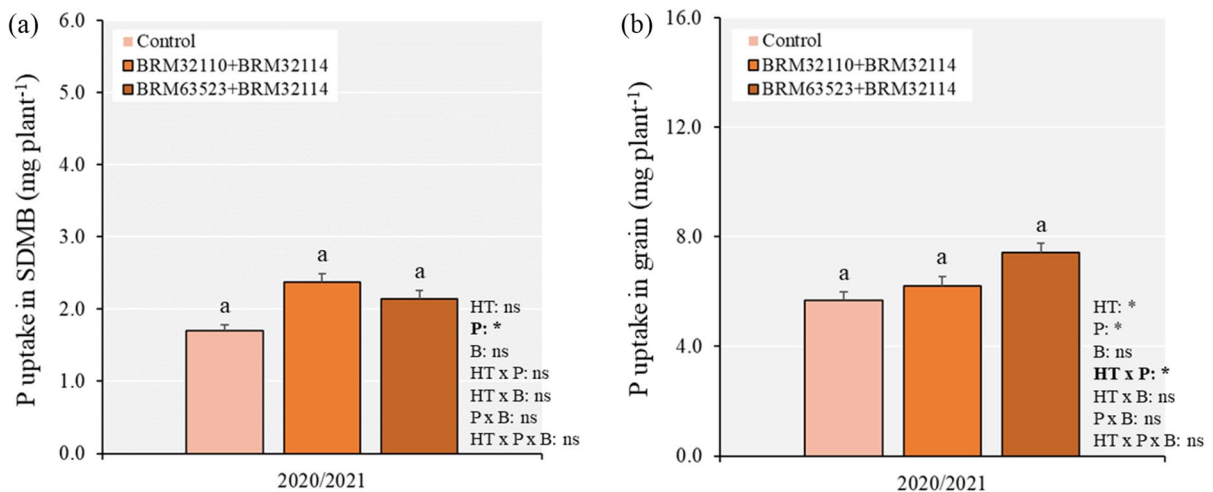 (a)
P uptake in SDMB (mg plant-1)
6.0
5.0
4.0
3.0
2.0
1.0
0.0
Control
BRM32110+BRM32114
BRM63523+BRM32114
a
a
a
HT: ns
P: *
B: ns
HT x P: ns
HT x B: ns
P x B: ns
HT x P x B: ns
2020/2021
(b)
P uptake in grain (mg plant-1)
16.0
12.0
8.0
4.0
0.0
Control
BRM32110+BRM32114
BRM63523+BRM32114
a
a
a
HT: *
P: *
B: ns
HT x P: *
HT x B: ns
P x B: ns
HT x P x B: ns
2020/2021